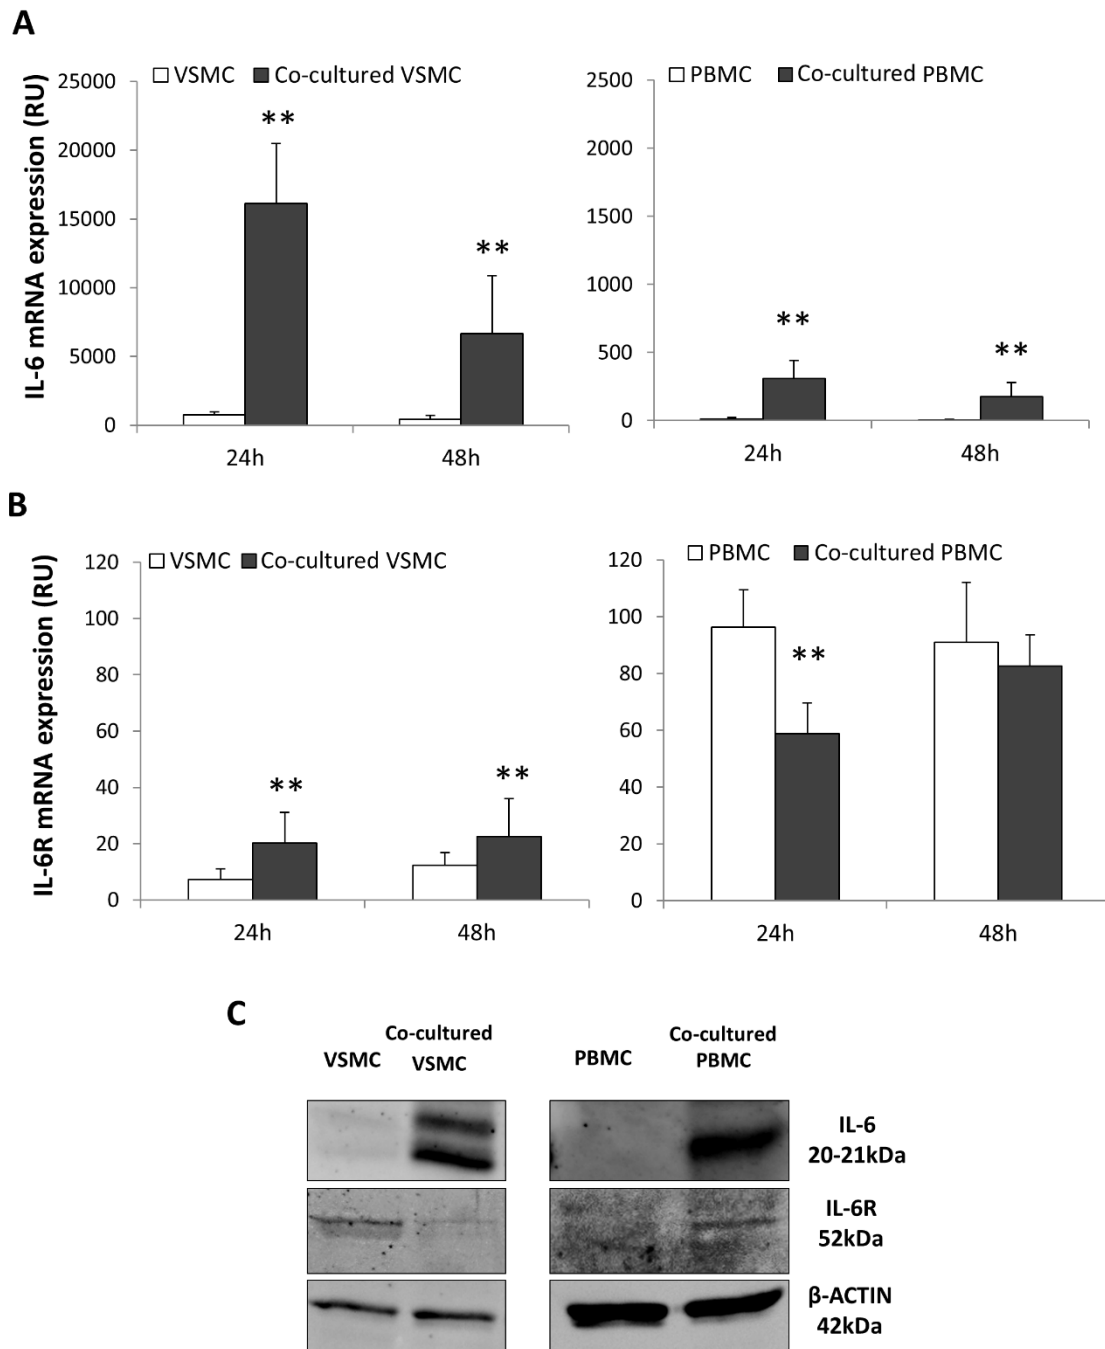 A
VSMC Co-cultured VSMC
PBMC Co-cultured PBMC
IL-6 mRNA expression (RU)
25000
20000
15000
10000
5000
0
**
**
24h 48h
2500
2000
1500
1000
500
0
**
**
24h 48h
B
VSMC Co-cultured VSMC
PBMC Co-cultured PBMC
IL-6R mRNA expression (RU)
120
100
80
60
40
20
0
**
**
24h 48h
120
100
80
60
40
20
0
**
24h 48h
C
VSMC
Co-cultured
VSMC
PBMC
Co-cultured
PBMC
IL-6
20-21kDa
IL-6R
52kDa
β-ACTIN
42kDa